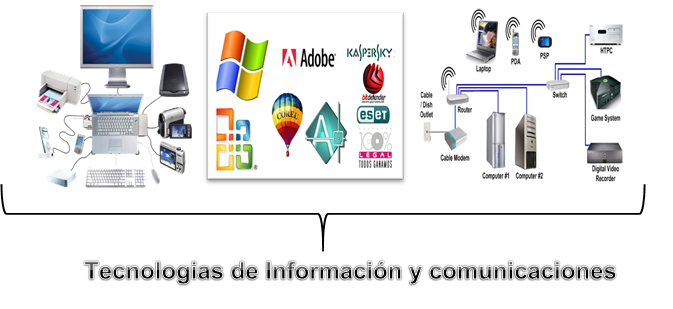 Adobe®
KASPERSKY
bitdefender
COREL
eSeT
100%
LEGAL
TODOS GANAMOS
Laptop
PDA
PSP
HTPC
Cable
/ Dish
Outlet
Router
Switch
Game System
Cable Modem
Computer #1
Computer #2
Digital Video
Recorder
Tecnologias de Información y comunicaciones